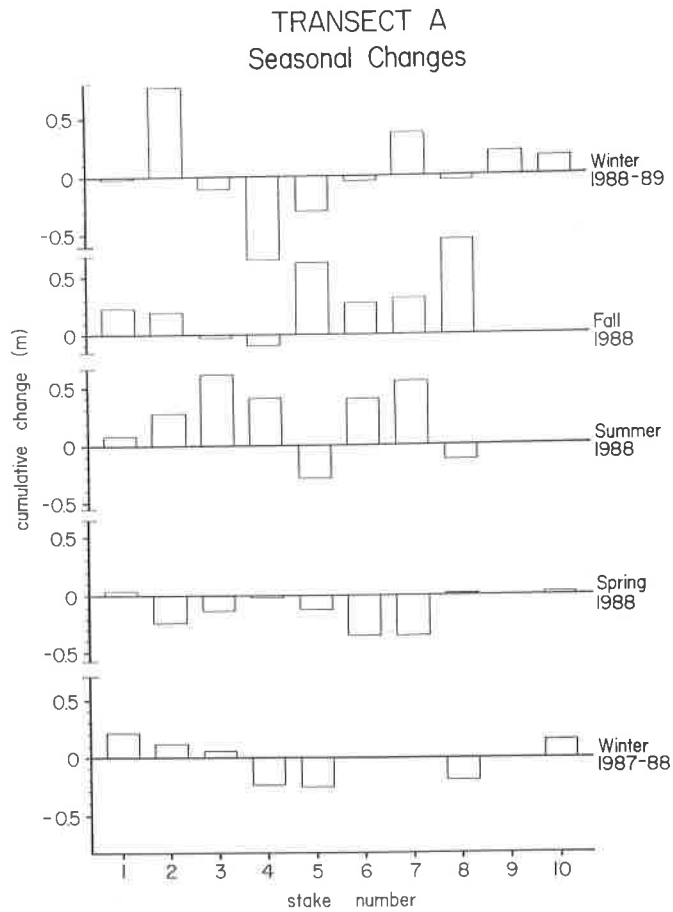 TRANSECT A
Seasonal Changes
0.5
0
-0.5
Winter
1988-89
0.5
0
Fall
1988
0.5
0
-0.5
Summer
1988
0.5
0
-0.5
Spring
1988
0.5
0
-0.5
Winter
1987-88
cumulative change (m)
1 2 3 4 5 6 7 8 9 10
stake number